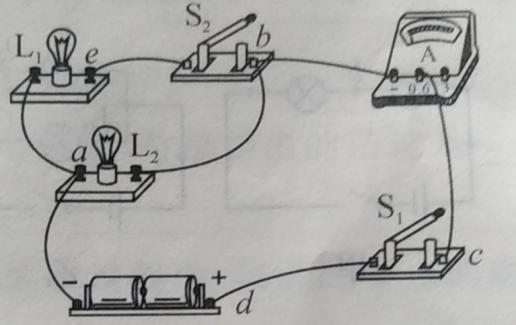 S₂
L₁ e b
A
- 0.6 3
a L₂
S₁
c
- + d